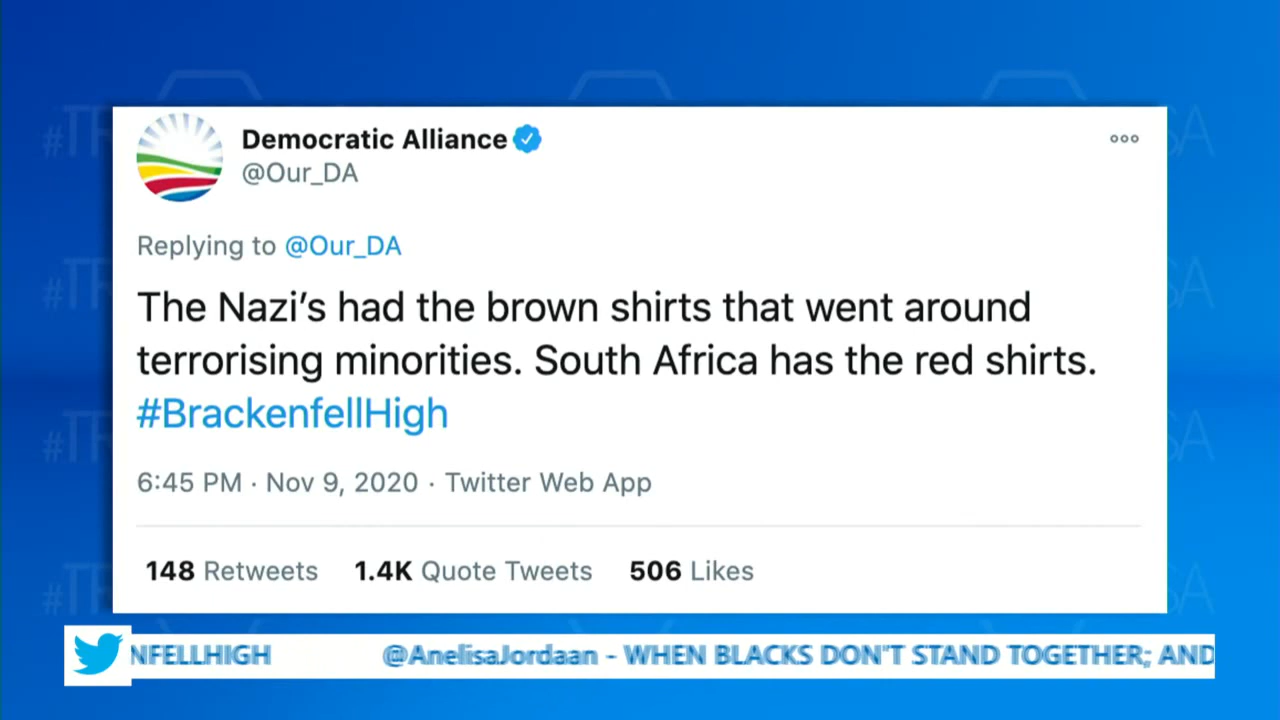 Democratic Alliance
@Our_DA
Replying to @Our_DA
The Nazi's had the brown shirts that went around
terrorising minorities. South Africa has the red shirts.
#BrackenfellHigh
6:45 PM · Nov 9, 2020 · Twitter Web App
148 Retweets 1.4K Quote Tweets 506 Likes
NFELLHIGH @AnelisaJordaan - WHEN BLACKS DON"T STAND TOGETHER; AND